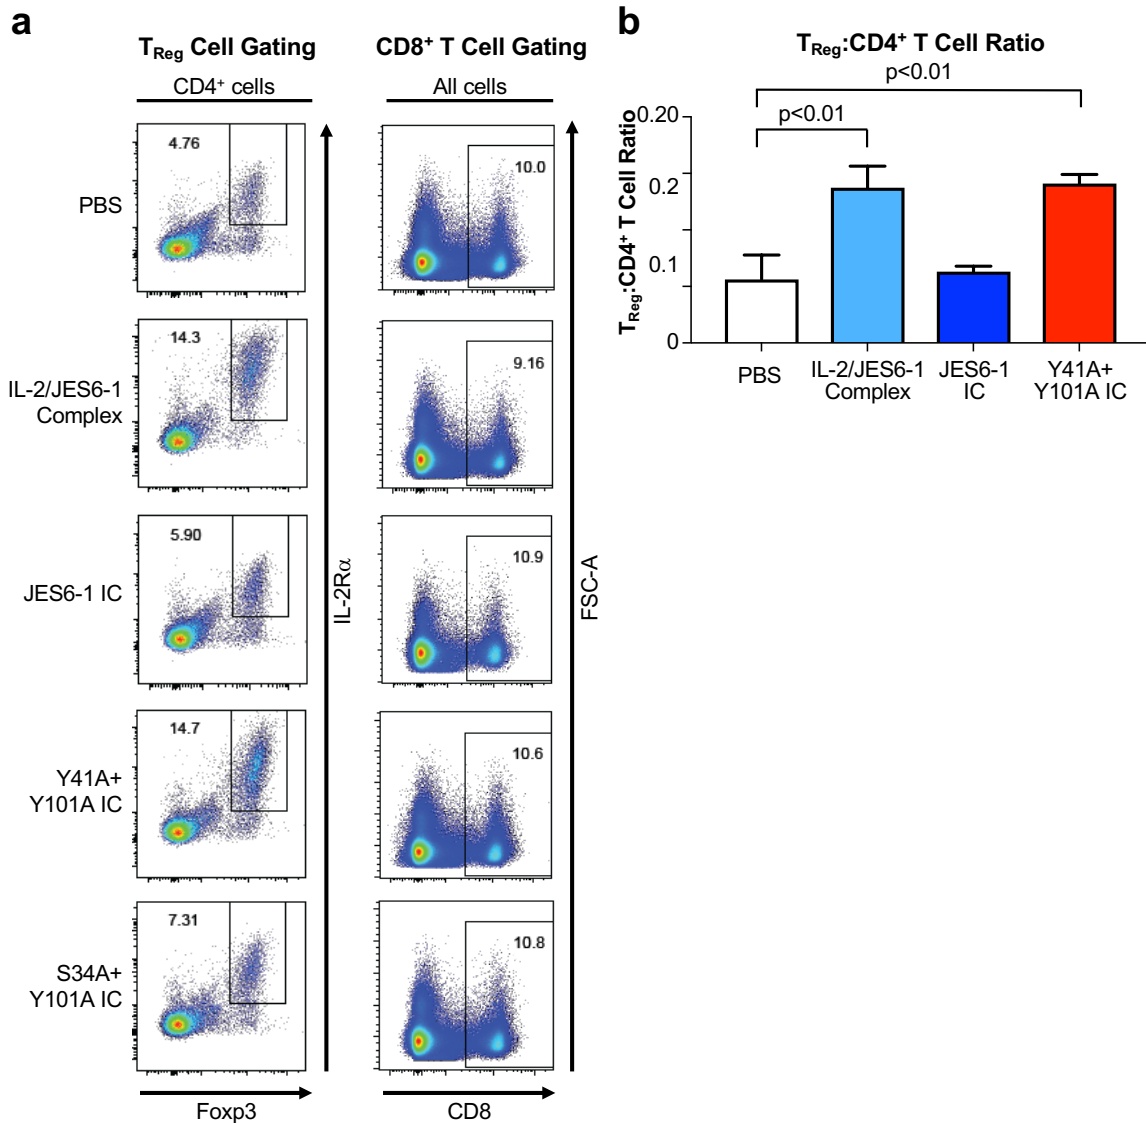 a
T_Reg Cell Gating
CD8⁺ T Cell Gating
CD4⁺ cells
All cells
PBS
4.76
10.0
IL-2/JES6-1
Complex
14.3
9.16
JES6-1 IC
5.90
10.9
Y41A+
Y101A IC
14.7
10.6
S34A+
Y101A IC
7.31
10.8
IL-2Rα
FSC-A
Foxp3
CD8
b
T_Reg:CD4⁺ T Cell Ratio
p<0.01
p<0.01
T_Reg:CD4⁺ T Cell Ratio
0.20
0.2
0.1
0
PBS
IL-2/JES6-1
Complex
JES6-1
IC
Y41A+
Y101A IC